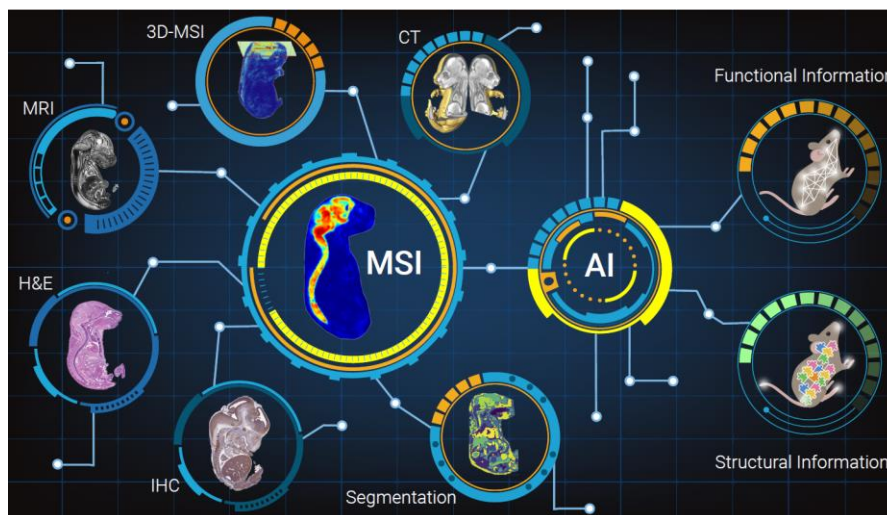 3D-MSI
CT
MRI
Functional Information
MSI
AI
H&E
IHC
Segmentation
Structural Information